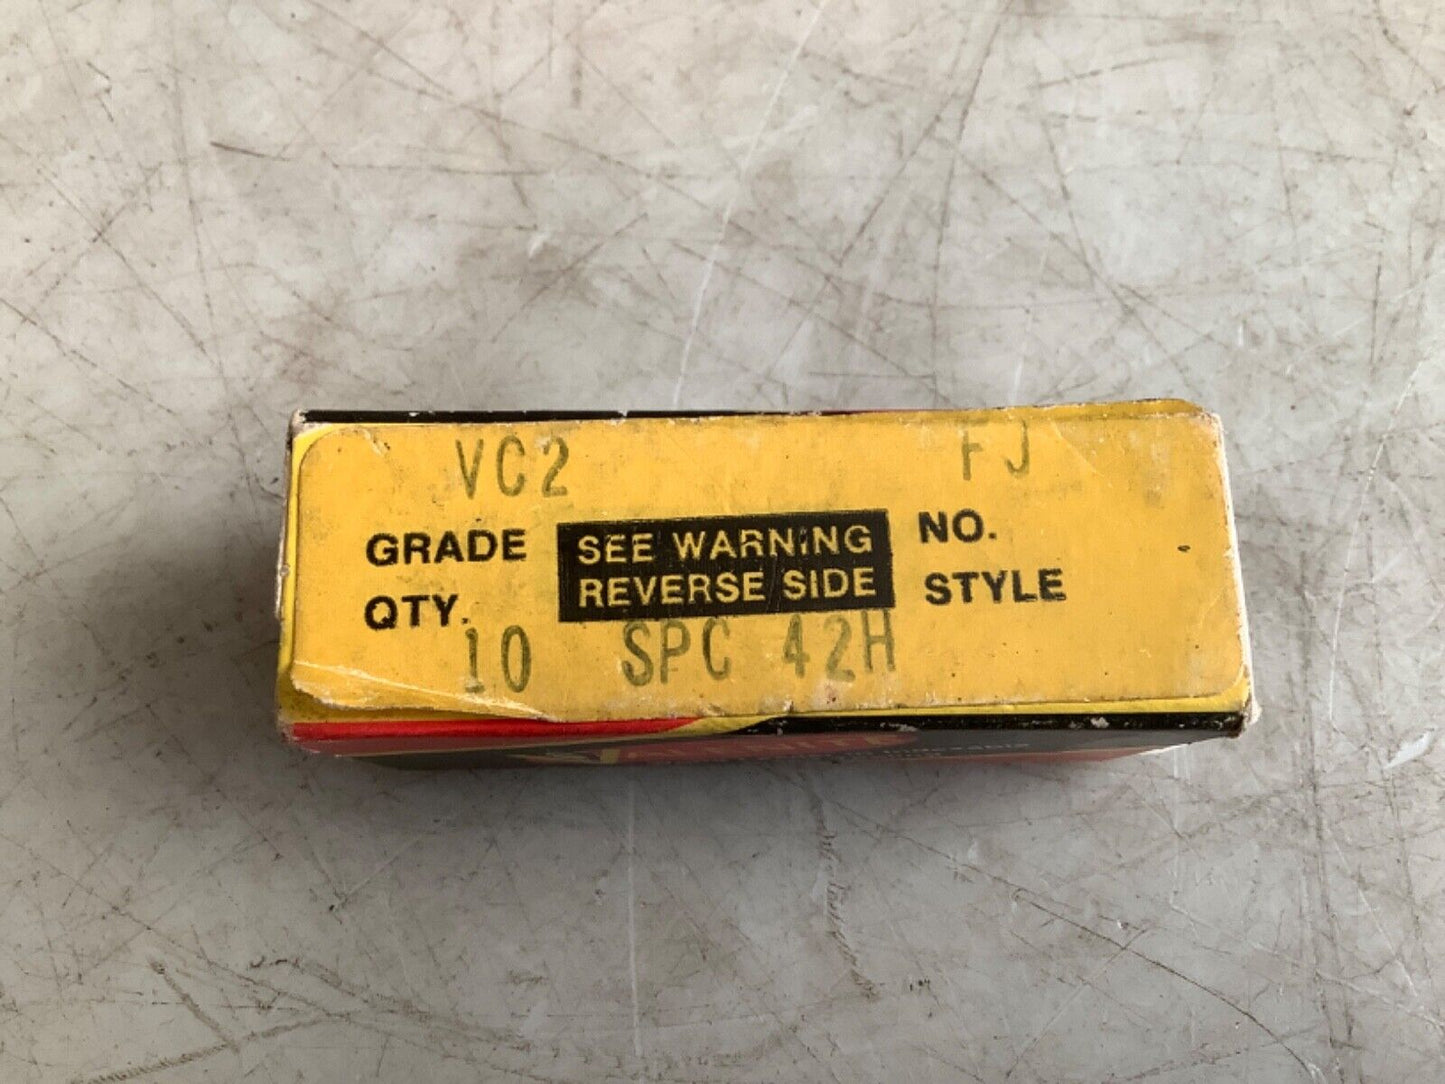 VC2 FJ
GRADE SEE WARNING NO.
QTY. REVERSE SIDE STYLE
10 SPC 42H